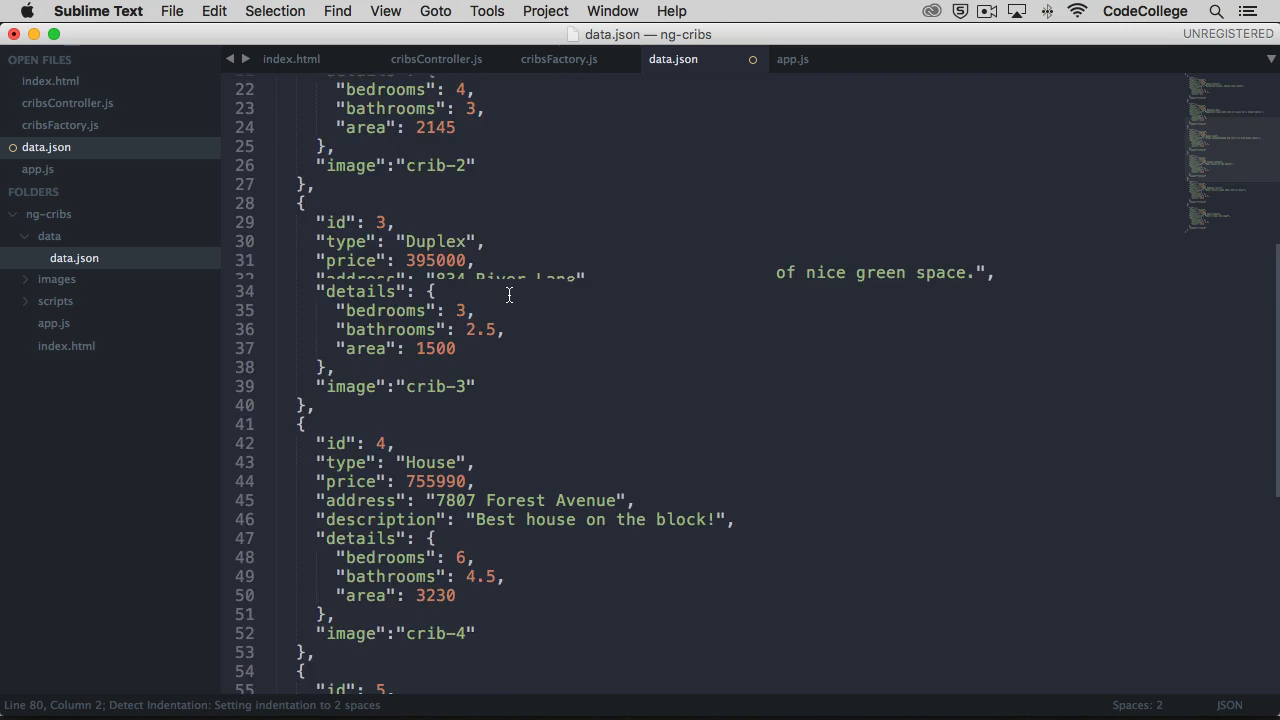 Sublime Text File Edit Selection Find View Goto Tools Project Window Help CodeCollege
data.json — ng-cribs UNREGISTERED
OPEN FILES
index.html
cribsController.js
cribsFactory.js
data.json
app.js
FOLDERS
ng-cribs
data
data.json
images
scripts
app.js
index.html
index.html cribsController.js cribsFactory.js data.json app.js
22 "bedrooms": 4,
23 "bathrooms": 3,
24 "area": 2145
25 },
26 "image":"crib-2"
27 },
28 {
29 "id": 3,
30 "type": "Duplex",
31 "price": 395000,
32 "address": "834 River Lane"
of nice green space.",
34 "details": {
35 "bedrooms": 3,
36 "bathrooms": 2.5,
37 "area": 1500
38 },
39 "image":"crib-3"
40 },
41 {
42 "id": 4,
43 "type": "House",
44 "price": 755990,
45 "address": "7807 Forest Avenue",
46 "description": "Best house on the block!",
47 "details": {
48 "bedrooms": 6,
49 "bathrooms": 4.5,
50 "area": 3230
51 },
52 "image":"crib-4"
53 },
54 {
55 "id": 5,
Line 80, Column 2; Detect Indentation: Setting indentation to 2 spaces Spaces: 2 JSON